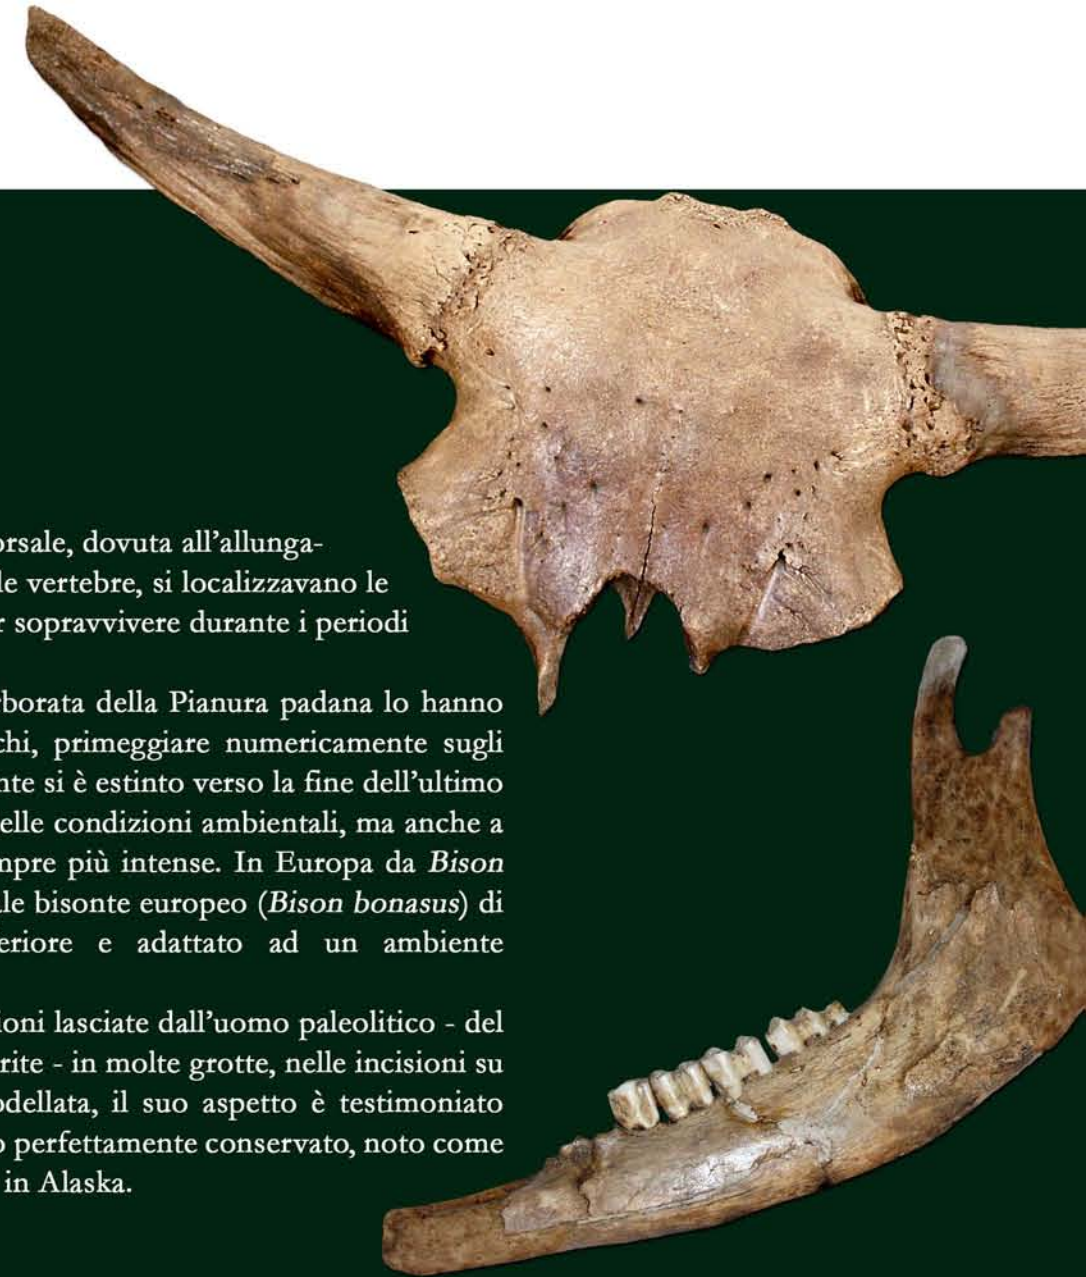 orsale, dovuta all’allunga-
le vertebre, si localizzavano le
r sopravvivere durante i periodi
borata della Pianura padana lo hanno
chi, primeggiare numericamente sugli
nte si è estinto verso la fine dell’ultimo
elle condizioni ambientali, ma anche a
mpre più intense. In Europa da Bison
ale bisonte europeo (Bison bonasus) di
eriore e adattato ad un ambiente
ioni lasciate dall’uomo paleolitico - del
rite - in molte grotte, nelle incisioni su
odellata, il suo aspetto è testimoniato
o perfettamente conservato, noto come
in Alaska.